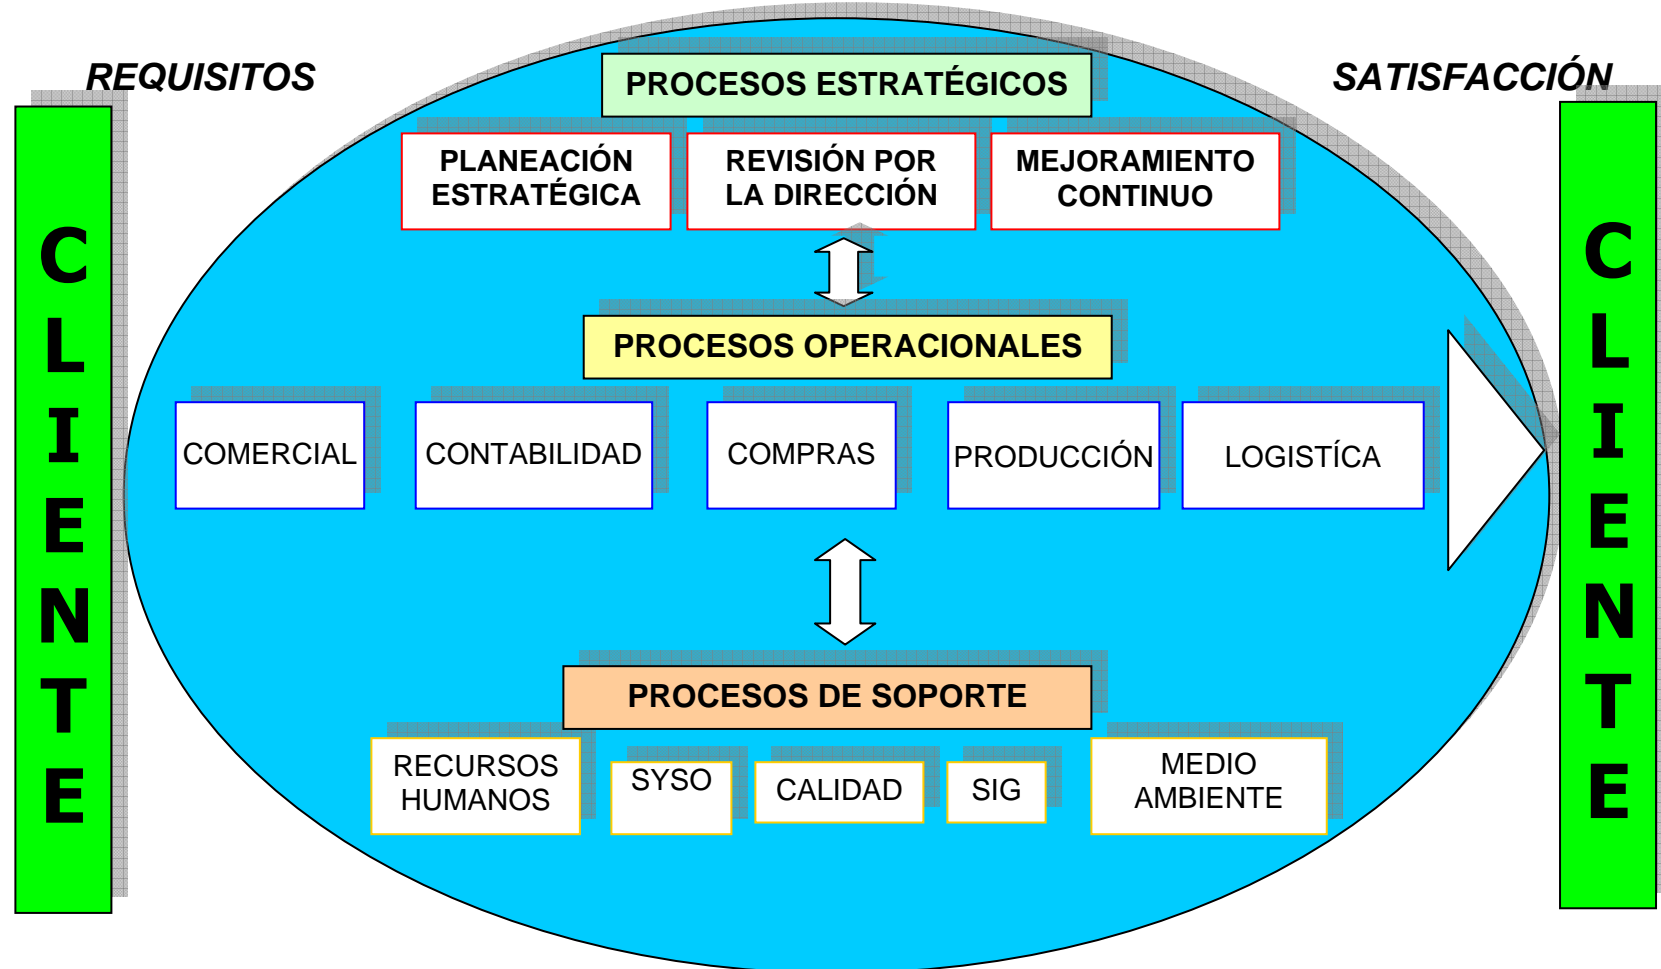 REQUISITOS
SATISFACCIÓN
CLIENTE
PROCESOS ESTRATÉGICOS
PLANEACIÓN
ESTRATÉGICA
REVISIÓN POR
LA DIRECCIÓN
MEJORAMIENTO
CONTINUO
PROCESOS OPERACIONALES
COMERCIAL
CONTABILIDAD
COMPRAS
PRODUCCIÓN
LOGISTÍCA
PROCESOS DE SOPORTE
RECURSOS
HUMANOS
SYSO
CALIDAD
SIG
MEDIO
AMBIENTE
CLIENTE